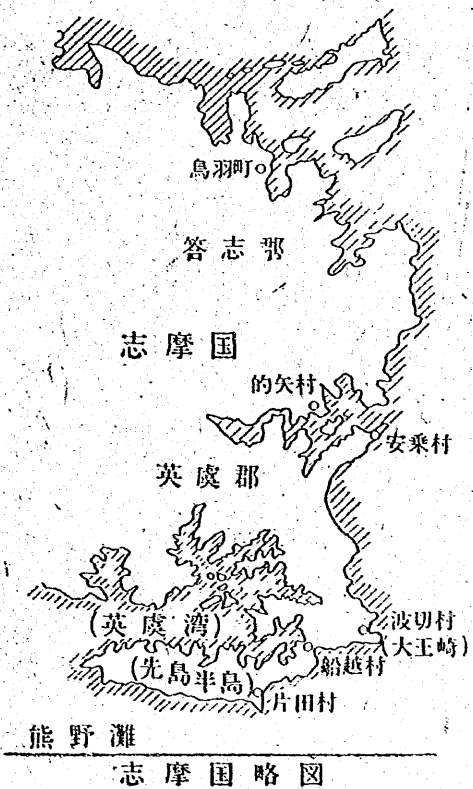 鳥羽町
答志郡
志摩国
的矢村
安乗村
英虞郡
波切村
(大王崎)
(英虞湾)
船越村
(先島半島)
片田村
熊野灘
志摩国略図